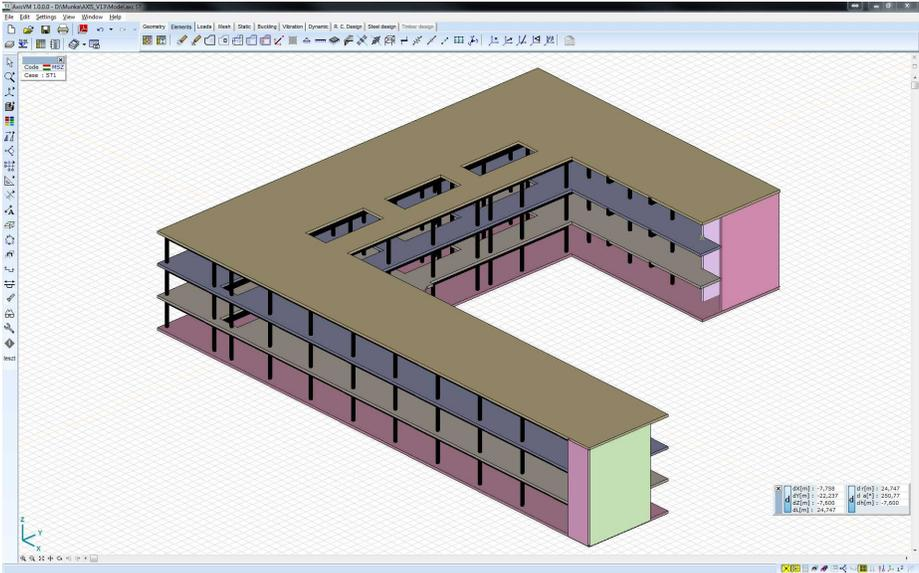 AxisVM 1.0.0.0 - D:\Munka\AXIS_V13\Model.axs S
File Edit Settings View Window Help
Geometry Elements Loads Mesh Static Buckling Vibration Dynamic R. C. Design Steel design Timber design
Code MSZ
Case : ST1
teszt
dX[m] : -7,758
dY[m] : -22,237
dZ[m] : -7,600
dL[m] : 24,747
d r[m] : 24,747
d a[°] : 250,77
dh[m] : -7,600
d
d
Z
Y
X